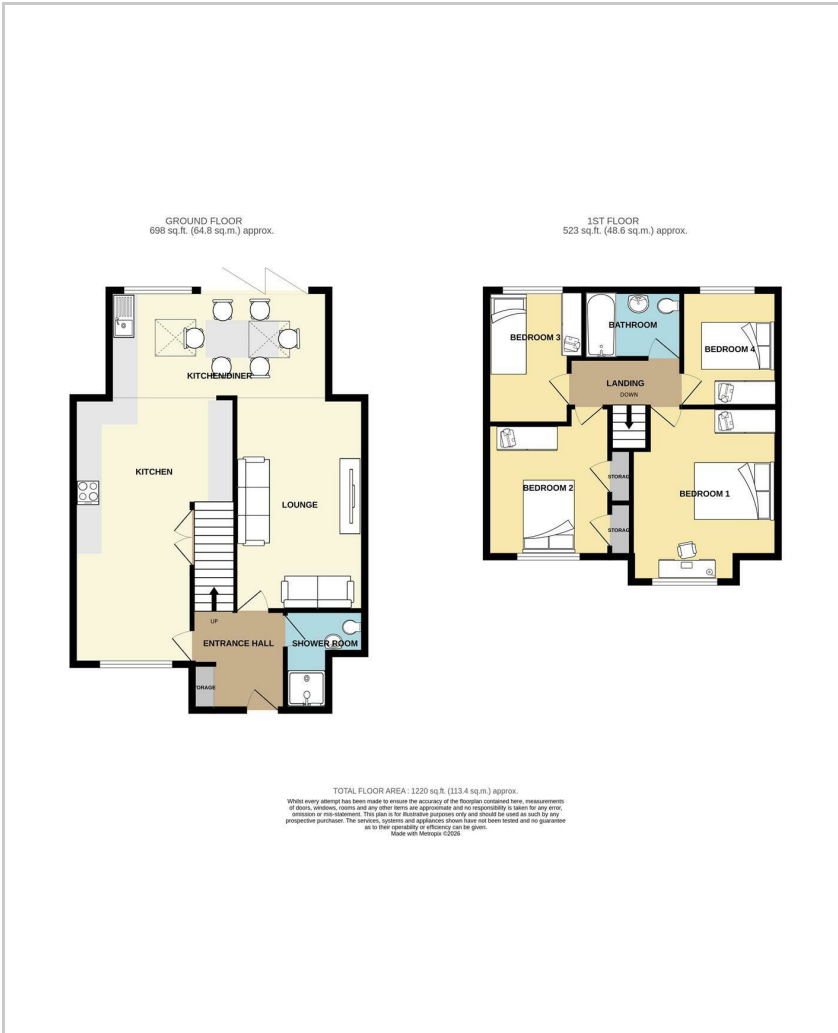 GROUND FLOOR
698 sq.ft. (64.8 sq.m.) approx.
KITCHEN/DINER
KITCHEN
LOUNGE
UP
ENTRANCE HALL
SHOWER ROOM
TORAGE
1ST FLOOR
523 sq.ft. (48.6 sq.m.) approx.
BEDROOM 3
BATHROOM
BEDROOM 4
LANDING
DOWN
BEDROOM 2
STORAG
BEDROOM 1
STORAG
TOTAL FLOOR AREA : 1220 sq.ft. (113.4 sq.m.) approx.
Whilst every attempt has been made to ensure the accuracy of the floorplan contained here, measurements
of doors, windows, rooms and any other items are approximate and no responsibility is taken for any error,
omission or mis-statement. This plan is for illustrative purposes only and should be used as such by any
prospective purchaser. The services, systems and appliances shown have not been tested and no guarantee
as to their operability or efficiency can be given.
Made with Metropix ©2026